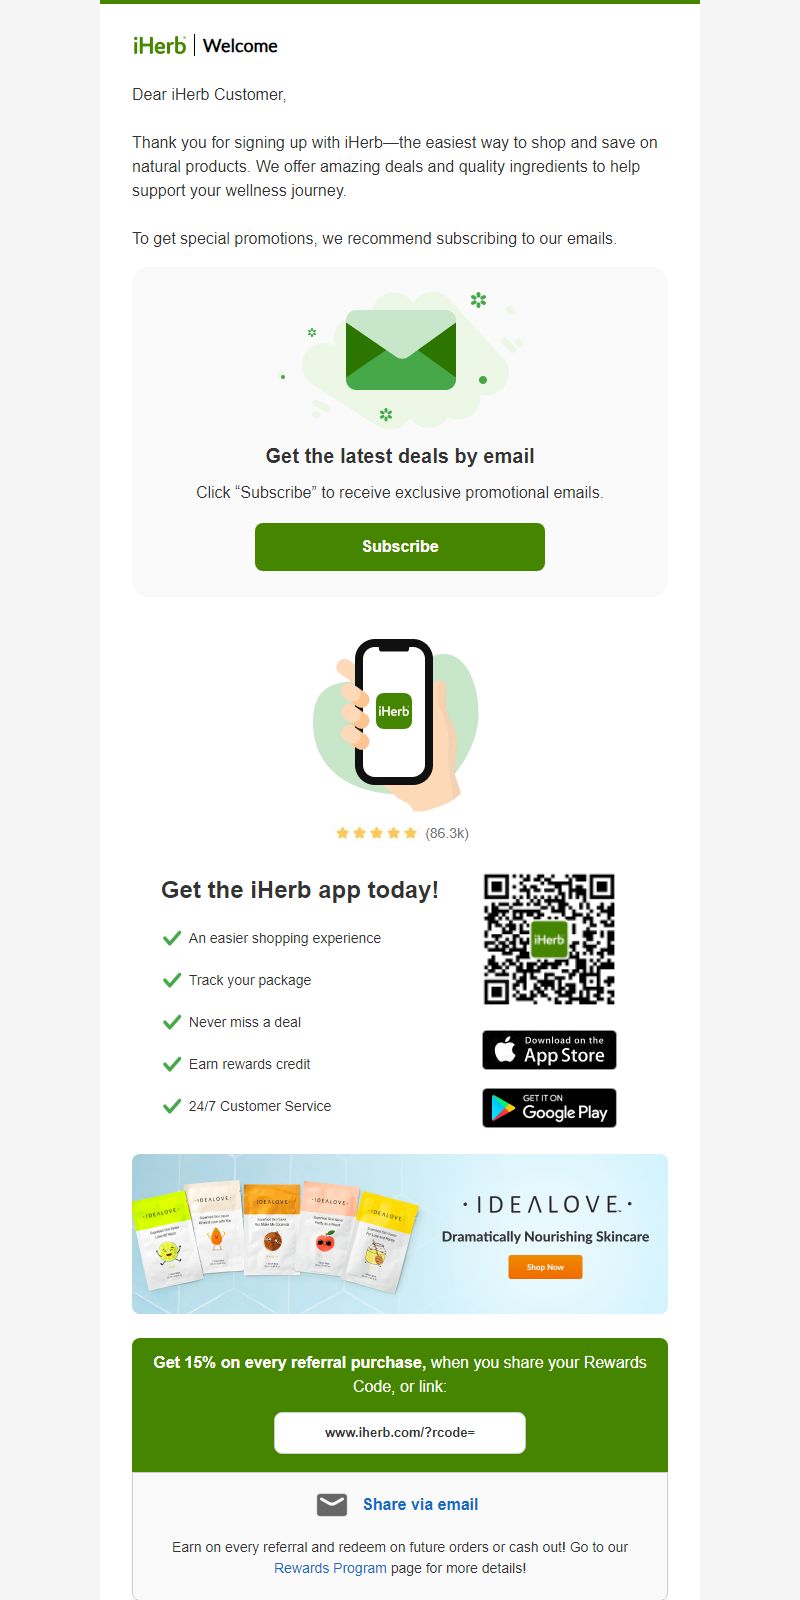 iHerb | Welcome
Dear iHerb Customer,
Thank you for signing up with iHerb—the easiest way to shop and save on
natural products. We offer amazing deals and quality ingredients to help
support your wellness journey.
To get special promotions, we recommend subscribing to our emails.
Get the latest deals by email
Click “Subscribe” to receive exclusive promotional emails.
Subscribe
iHerb
(86.3k)
Get the iHerb app today!
An easier shopping experience
Track your package
Never miss a deal
Earn rewards credit
24/7 Customer Service
iHerb
Download on the
App Store
GET IT ON
Google Play
·IDEALOVE·
·IDEALOVE·
·IDEALOVE·
·IDEALOVE·
·IDEALOVE·
·IDEALOVE·
Dramatically Nourishing Skincare
Shop Now
Get 15% on every referral purchase, when you share your Rewards
Code, or link:
www.iherb.com/?rcode=
Share via email
Earn on every referral and redeem on future orders or cash out! Go to our
Rewards Program page for more details!